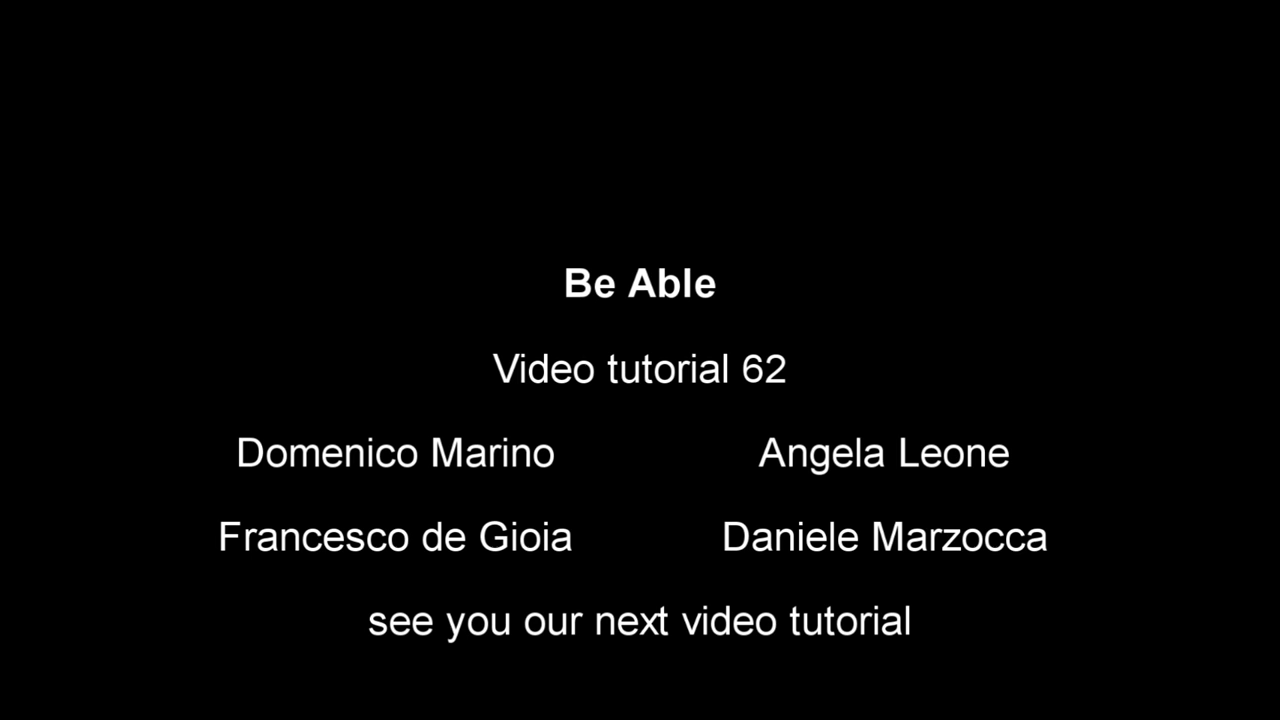 Be Able
Video tutorial 62
Domenico Marino Angela Leone
Francesco de Gioia Daniele Marzocca
see you our next video tutorial